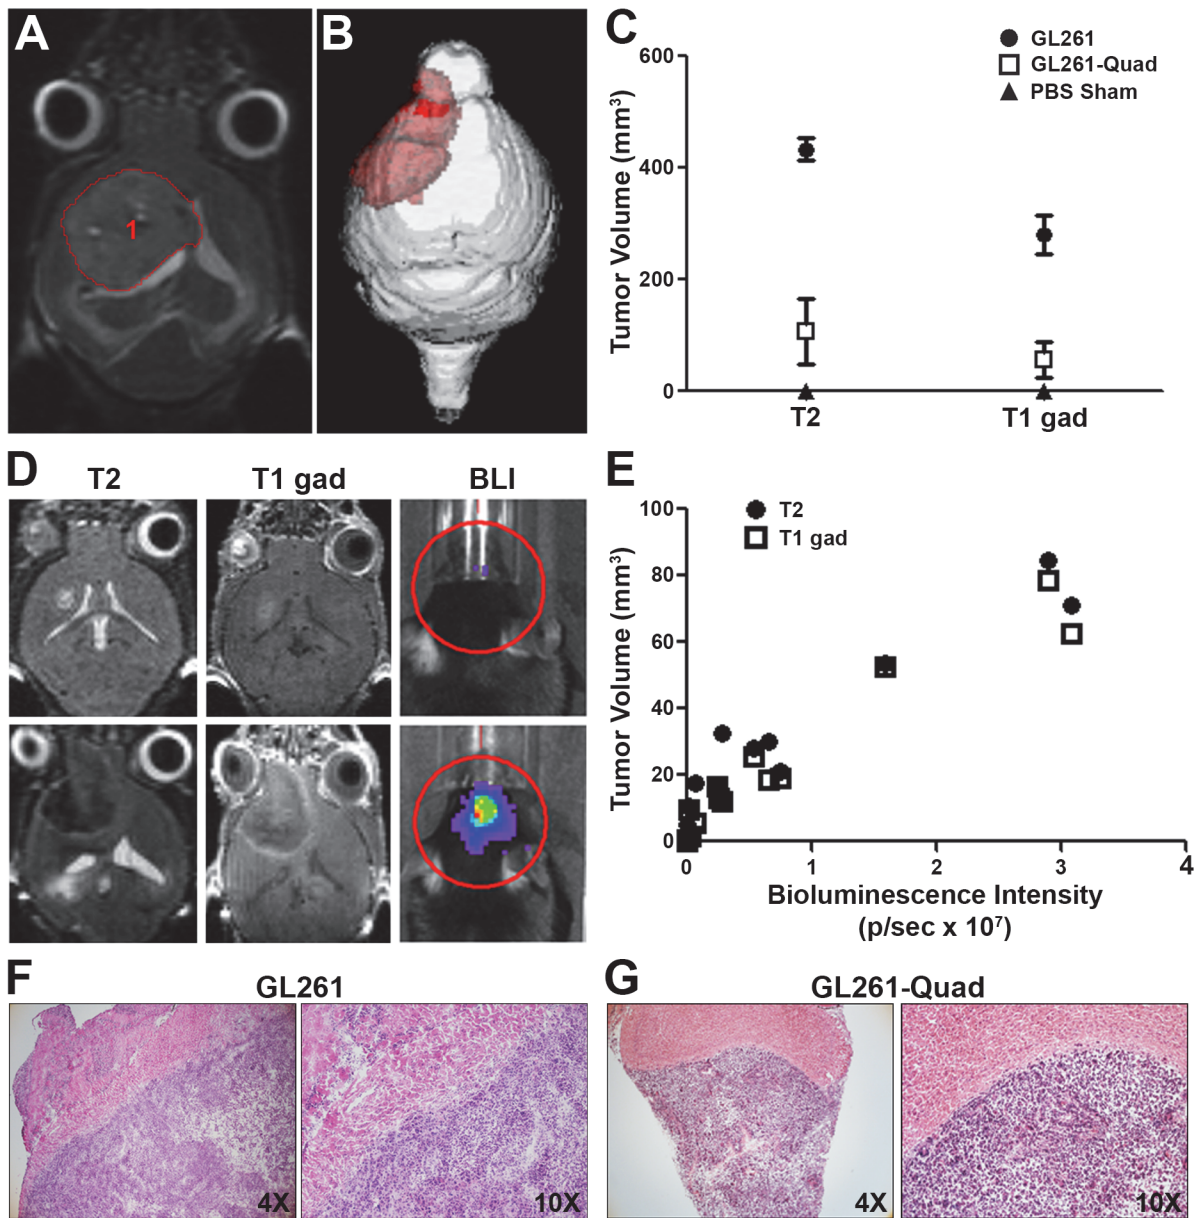 A
B
C
600
400
200
0
Tumor Volume (mm³)
GL261
GL261-Quad
PBS Sham
T2
T1 gad
1
D
T2
T1 gad
BLI
E
100
80
60
40
20
0
Tumor Volume (mm³)
T2
T1 gad
0
1
2
3
4
Bioluminescence Intensity
(p/sec x 10⁷)
F
GL261
4X
10X
G
GL261-Quad
4X
10X